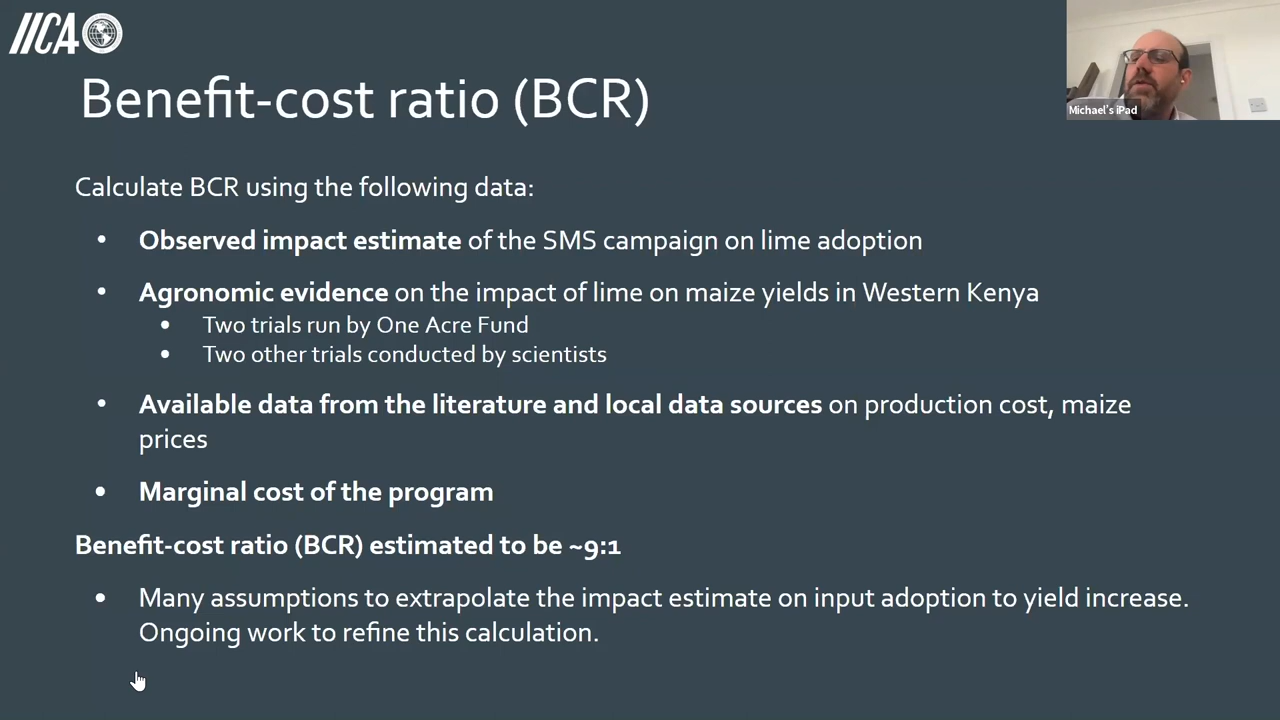 IICA
Benefit-cost ratio (BCR)
Michael's iPad
Calculate BCR using the following data:
• Observed impact estimate of the SMS campaign on lime adoption
• Agronomic evidence on the impact of lime on maize yields in Western Kenya
• Two trials run by One Acre Fund
• Two other trials conducted by scientists
• Available data from the literature and local data sources on production cost, maize
prices
• Marginal cost of the program
Benefit-cost ratio (BCR) estimated to be ~9:1
• Many assumptions to extrapolate the impact estimate on input adoption to yield increase.
Ongoing work to refine this calculation.